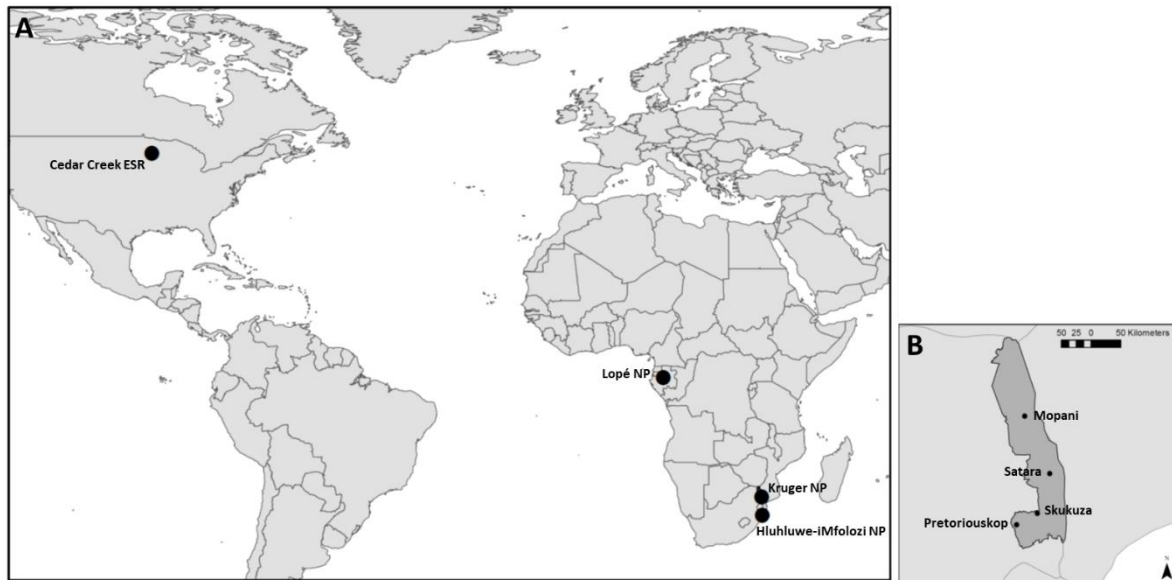 A
Cedar Creek ESR
Lopé NP
Kruger NP
Hluhluwe-iMfolozi NP
B
50 25 0 50 Kilometers
Mopani
Satara
Skukuza
Pretoriouskop
N